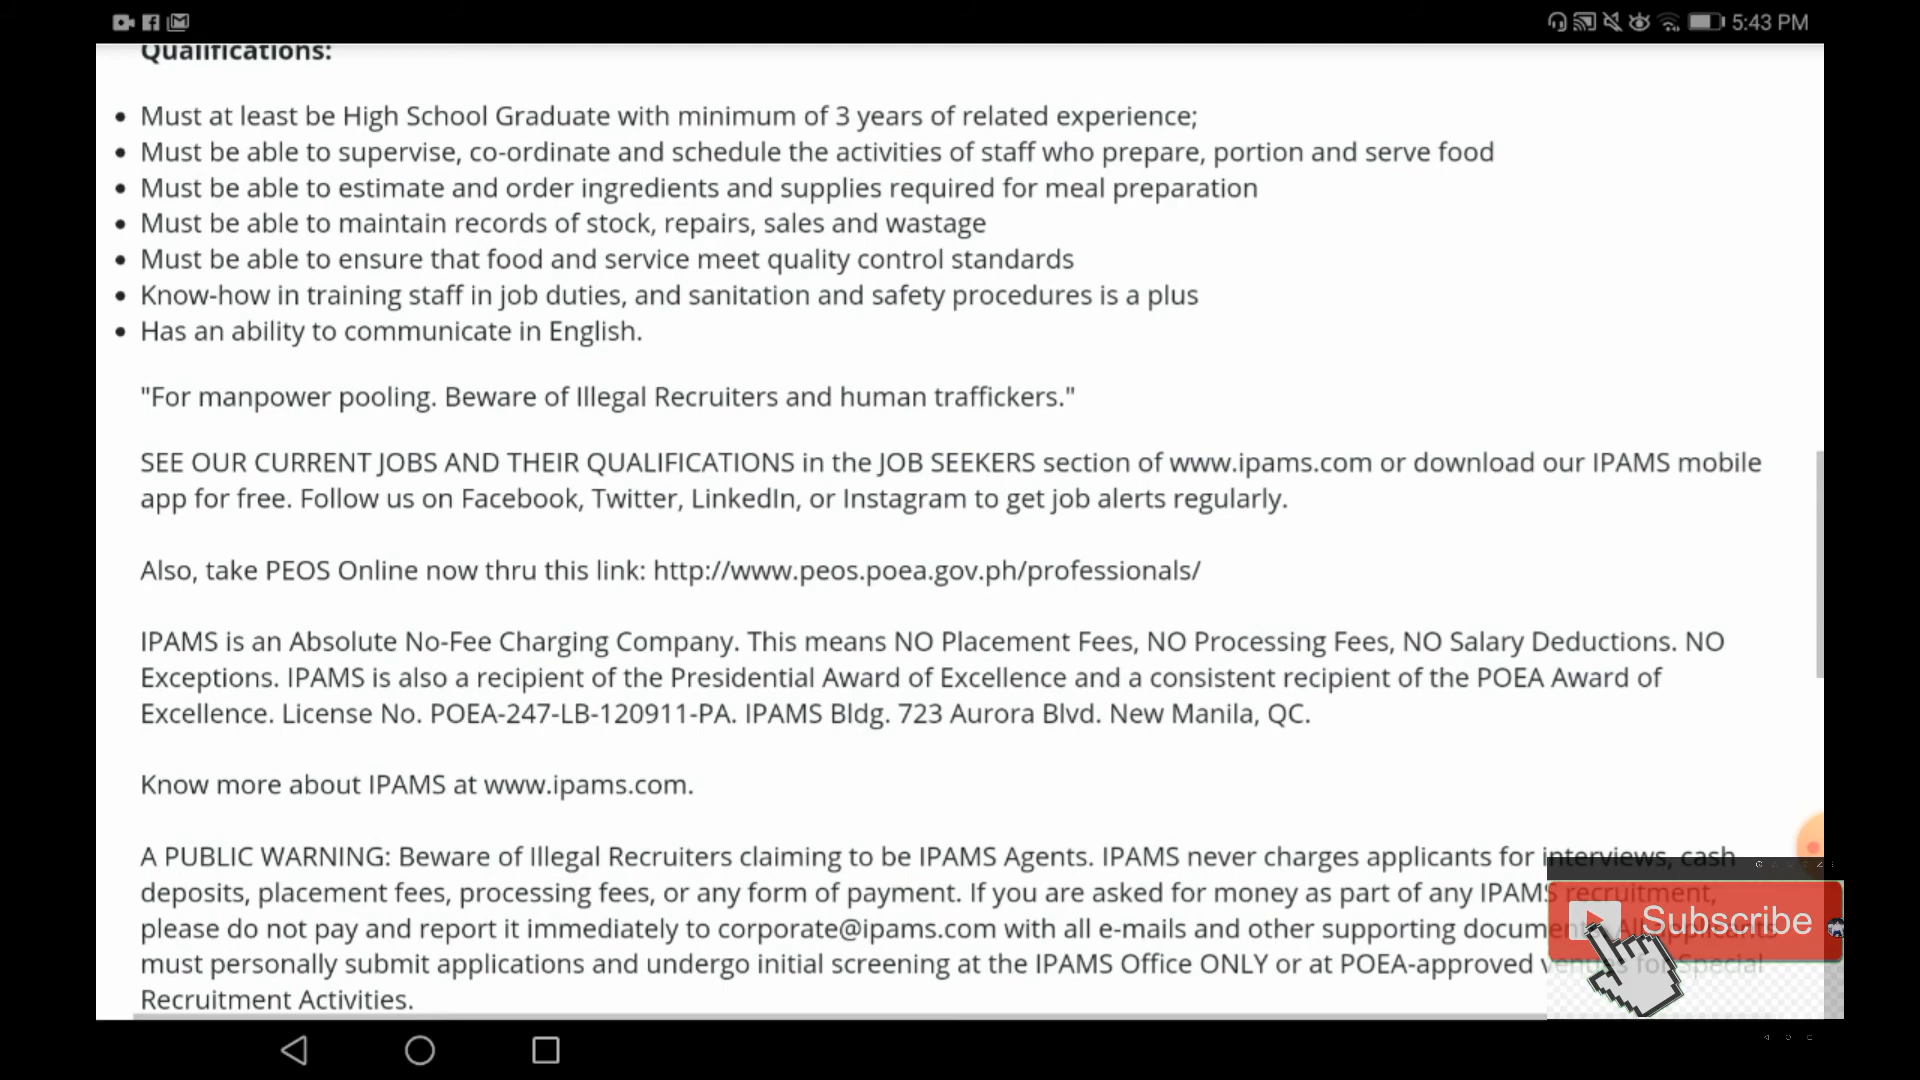 5:43 PM
Qualifications:
Must at least be High School Graduate with minimum of 3 years of related experience;
Must be able to supervise, co-ordinate and schedule the activities of staff who prepare, portion and serve food
Must be able to estimate and order ingredients and supplies required for meal preparation
Must be able to maintain records of stock, repairs, sales and wastage
Must be able to ensure that food and service meet quality control standards
Know-how in training staff in job duties, and sanitation and safety procedures is a plus
Has an ability to communicate in English.
"For manpower pooling. Beware of Illegal Recruiters and human traffickers."
SEE OUR CURRENT JOBS AND THEIR QUALIFICATIONS in the JOB SEEKERS section of www.ipams.com or download our IPAMS mobile
app for free. Follow us on Facebook, Twitter, LinkedIn, or Instagram to get job alerts regularly.
Also, take PEOS Online now thru this link: http://www.peos.poea.gov.ph/professionals/
IPAMS is an Absolute No-Fee Charging Company. This means NO Placement Fees, NO Processing Fees, NO Salary Deductions. NO
Exceptions. IPAMS is also a recipient of the Presidential Award of Excellence and a consistent recipient of the POEA Award of
Excellence. License No. POEA-247-LB-120911-PA. IPAMS Bldg. 723 Aurora Blvd. New Manila, QC.
Know more about IPAMS at www.ipams.com.
A PUBLIC WARNING: Beware of Illegal Recruiters claiming to be IPAMS Agents. IPAMS never charges applicants for interviews, cash
deposits, placement fees, processing fees, or any form of payment. If you are asked for money as part of any IPAMS recruitment,
please do not pay and report it immediately to corporate@ipams.com with all e-mails and other supporting documents. All applicants
must personally submit applications and undergo initial screening at the IPAMS Office ONLY or at POEA-approved venues for Special
Recruitment Activities.
Subscribe